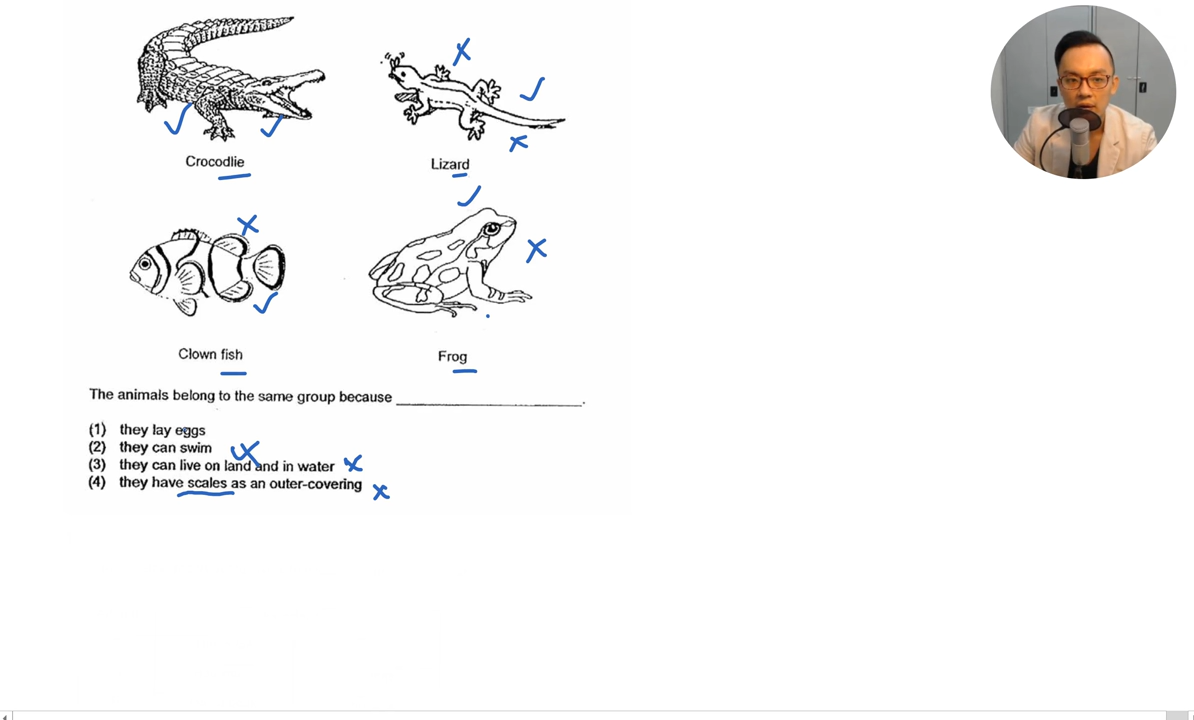 Crocodlie
Lizard
Clown fish
Frog
The animals belong to the same group because ____________________.
(1) they lay eggs
(2) they can swim
(3) they can live on land and in water
(4) they have scales as an outer-covering